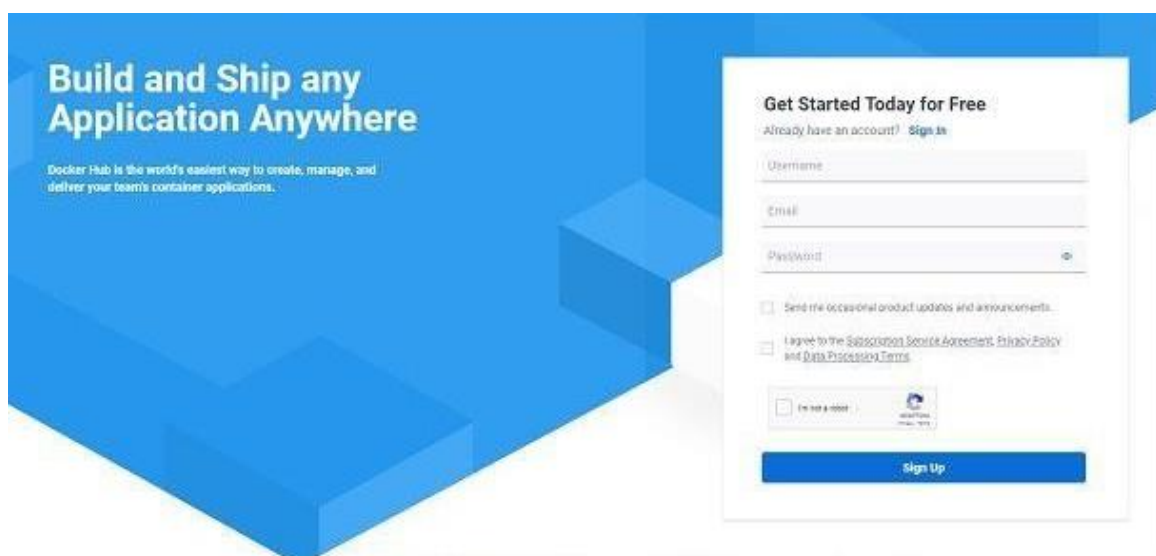 Build and Ship any
Application Anywhere
Docker Hub is the world's easiest way to create, manage, and
deliver your team's container applications.
Get Started Today for Free
Already have an account? Sign In
Username
Email
Password
Send me occasional product updates and announcements.
I agree to the Subscription Service Agreement, Privacy Policy
and Data Processing Terms.
I'm not a robot
reCAPTCHA
Privacy - Terms
Sign Up